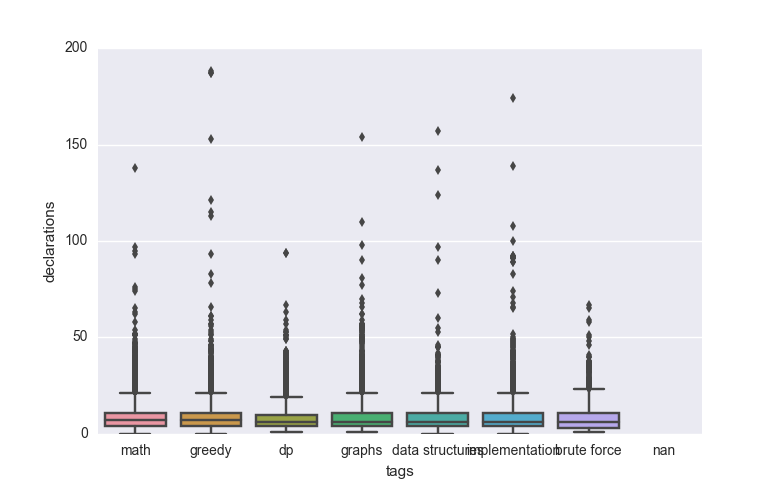 200
150
100
50
0
declarations
math greedy dp graphs data structures implementation brute force nan
tags